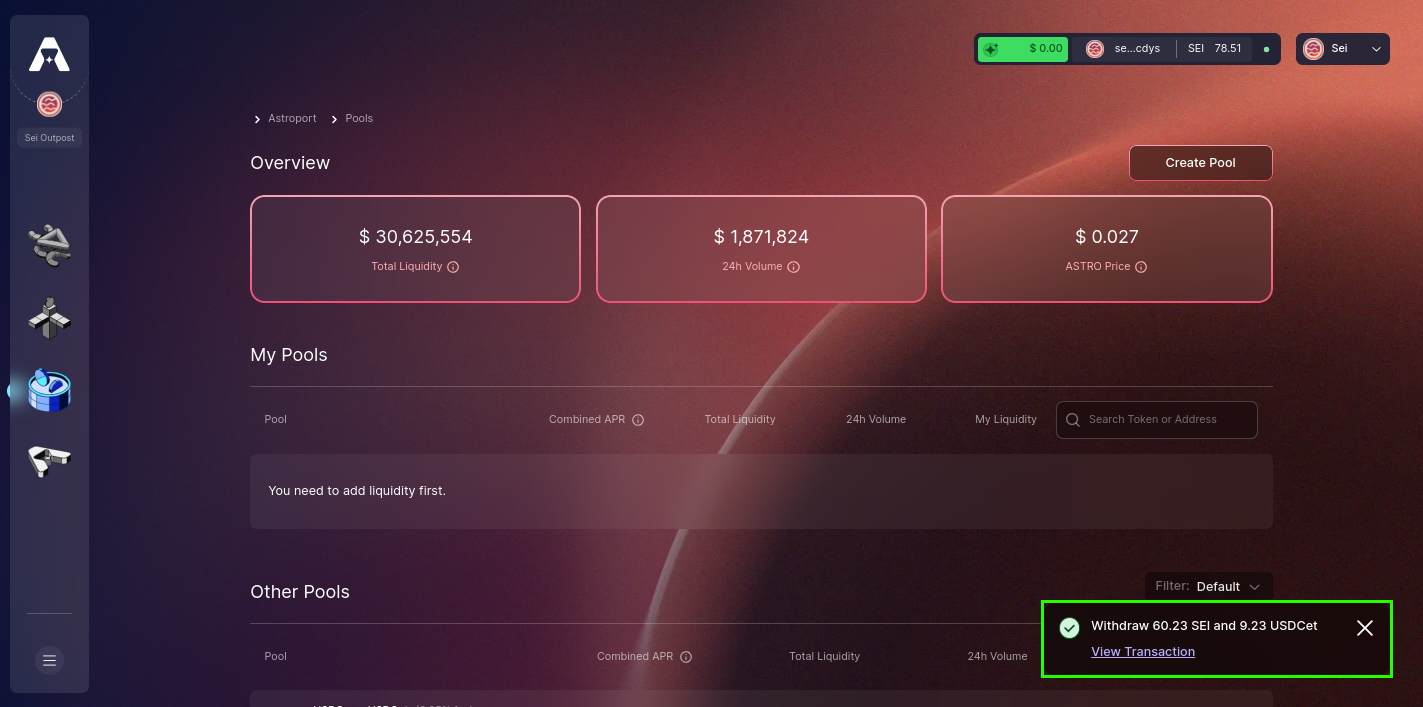 $ 0.00 se...cdys SEI 78.51 Sei
Sei Outpost
Astroport Pools
Overview
Create Pool
$ 30,625,554
Total Liquidity
$ 1,871,824
24h Volume
$ 0.027
ASTRO Price
My Pools
Pool Combined APR Total Liquidity 24h Volume My Liquidity Search Token or Address
You need to add liquidity first.
Other Pools
Filter: Default
Pool Combined APR Total Liquidity 24h Volume
Withdraw 60.23 SEI and 9.23 USDCet
View Transaction